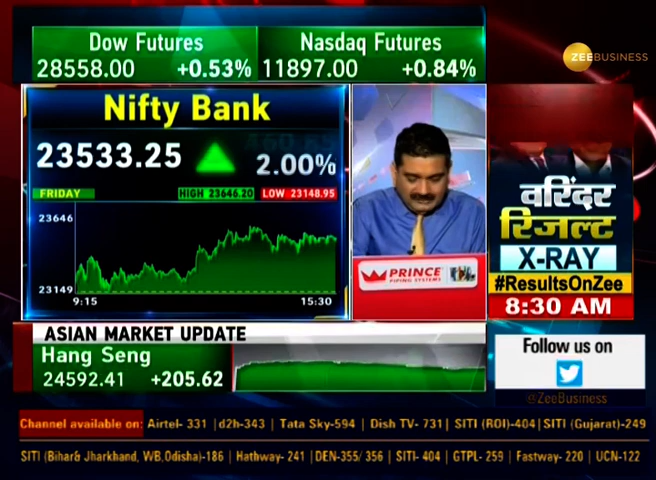 Dow Futures
28558.00 +0.53%
Nasdaq Futures
11897.00 +0.84%
ZEEBUSINESS
Nifty Bank
23533.25 2.00%
FRIDAY HIGH 23646.20 LOW 23148.95
23646
23149
9:15 15:30
PRINCE
PIPING SYSTEMS
वरिंदर
रिजल्ट
X-RAY
#ResultsOnZee
8:30 AM
ASIAN MARKET UPDATE
Hang Seng
24592.41 +205.62
Follow us on
@ZeeBusiness
Channel available on: Airtel- 331 |d2h-343 | Tata Sky-594 | Dish TV- 731| SITI (ROI)-404| SITI (Gujarat)-249
SITI (Bihar& Jharkhand, WB,Odisha)-186 | Hathway- 241 |DEN-355/ 356 | SITI- 404 | GTPL- 259 | Fastway- 220 | UCN-122